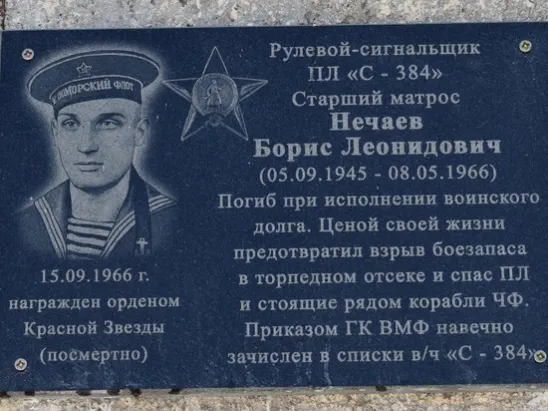 Рулевой-сигнальщик
ПЛ «С - 384»
Старший матрос
Нечаев
Борис Леонидович
(05.09.1945 - 08.05.1966)
Погиб при исполнении воинского
долга. Ценой своей жизни
предотвратил взрыв боезапаса
в торпедном отсеке и спас ПЛ
и стоящие рядом корабли ЧФ.
Приказом ГК ВМФ навечно
зачислен в списки в/ч «С - 384»
15.09.1966 г.
награжден орденом
Красной Звезды
(посмертно)